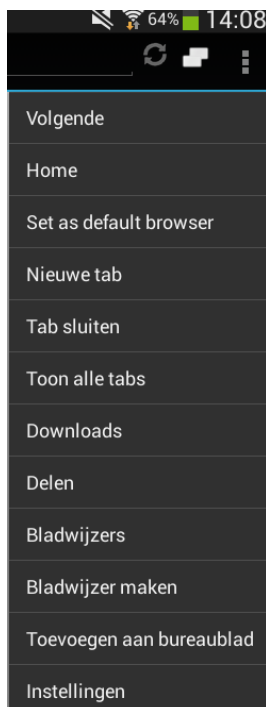 64% 14:08
Volgende
Home
Set as default browser
Nieuwe tab
Tab sluiten
Toon alle tabs
Downloads
Delen
Bladwijzers
Bladwijzer maken
Toevoegen aan bureaublad
Instellingen